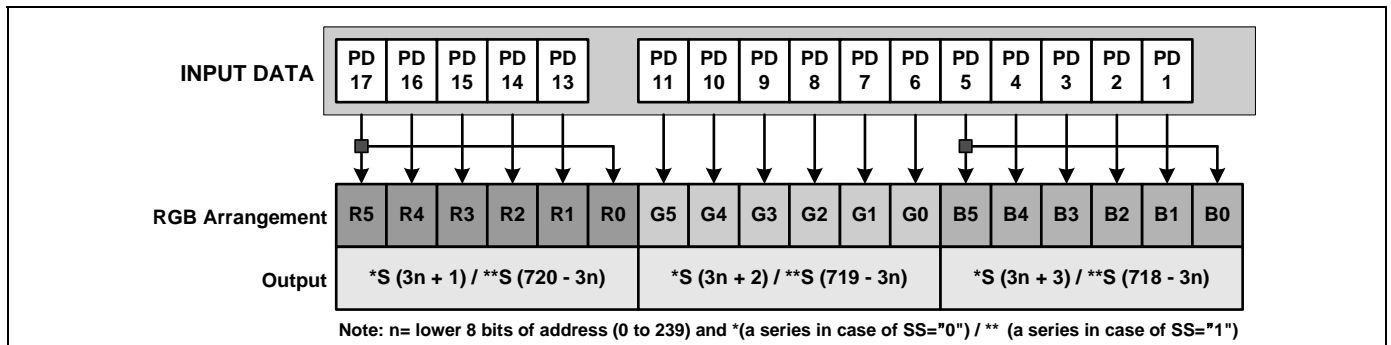 INPUT DATA
PD 17 PD 16 PD 15 PD 14 PD 13 PD 11 PD 10 PD 9 PD 8 PD 7 PD 6 PD 5 PD 4 PD 3 PD 2 PD 1
RGB Arrangement R5 R4 R3 R2 R1 R0 G5 G4 G3 G2 G1 G0 B5 B4 B3 B2 B1 B0
Output *S (3n + 1) / **S (720 - 3n) *S (3n + 2) / **S (719 - 3n) *S (3n + 3) / **S (718 - 3n)
Note: n= lower 8 bits of address (0 to 239) and *(a series in case of SS=”0") / ** (a series in case of SS=”1")